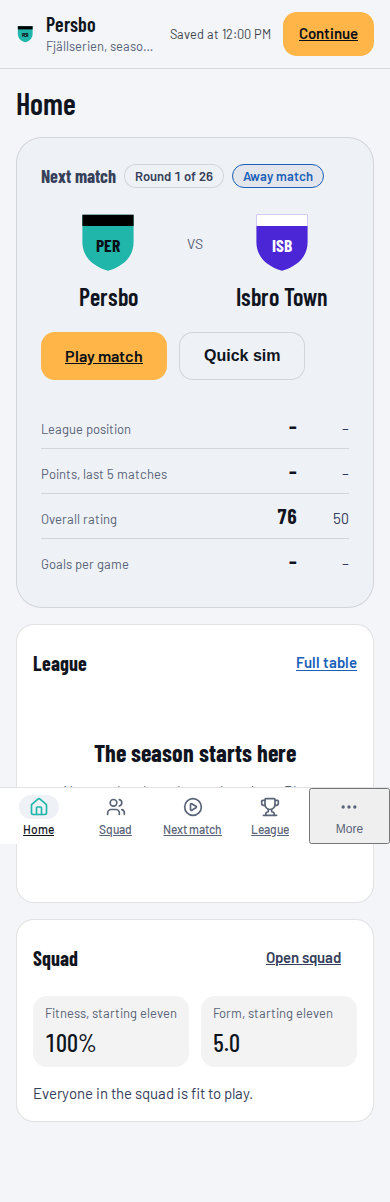 PER
Persbo
Fjällserien, seaso...
Saved at 12:00 PM
Continue
Home
Next match
Round 1 of 26
Away match
PER
VS
ISB
Persbo
Isbro Town
Play match
Quick sim
League position
–
–
Points, last 5 matches
–
–
Overall rating
76
50
Goals per game
–
–
League
Full table
The season starts here
Home
Squad
Next match
League
More
Squad
Open squad
Fitness, starting eleven
100%
Form, starting eleven
5.0
Everyone in the squad is fit to play.